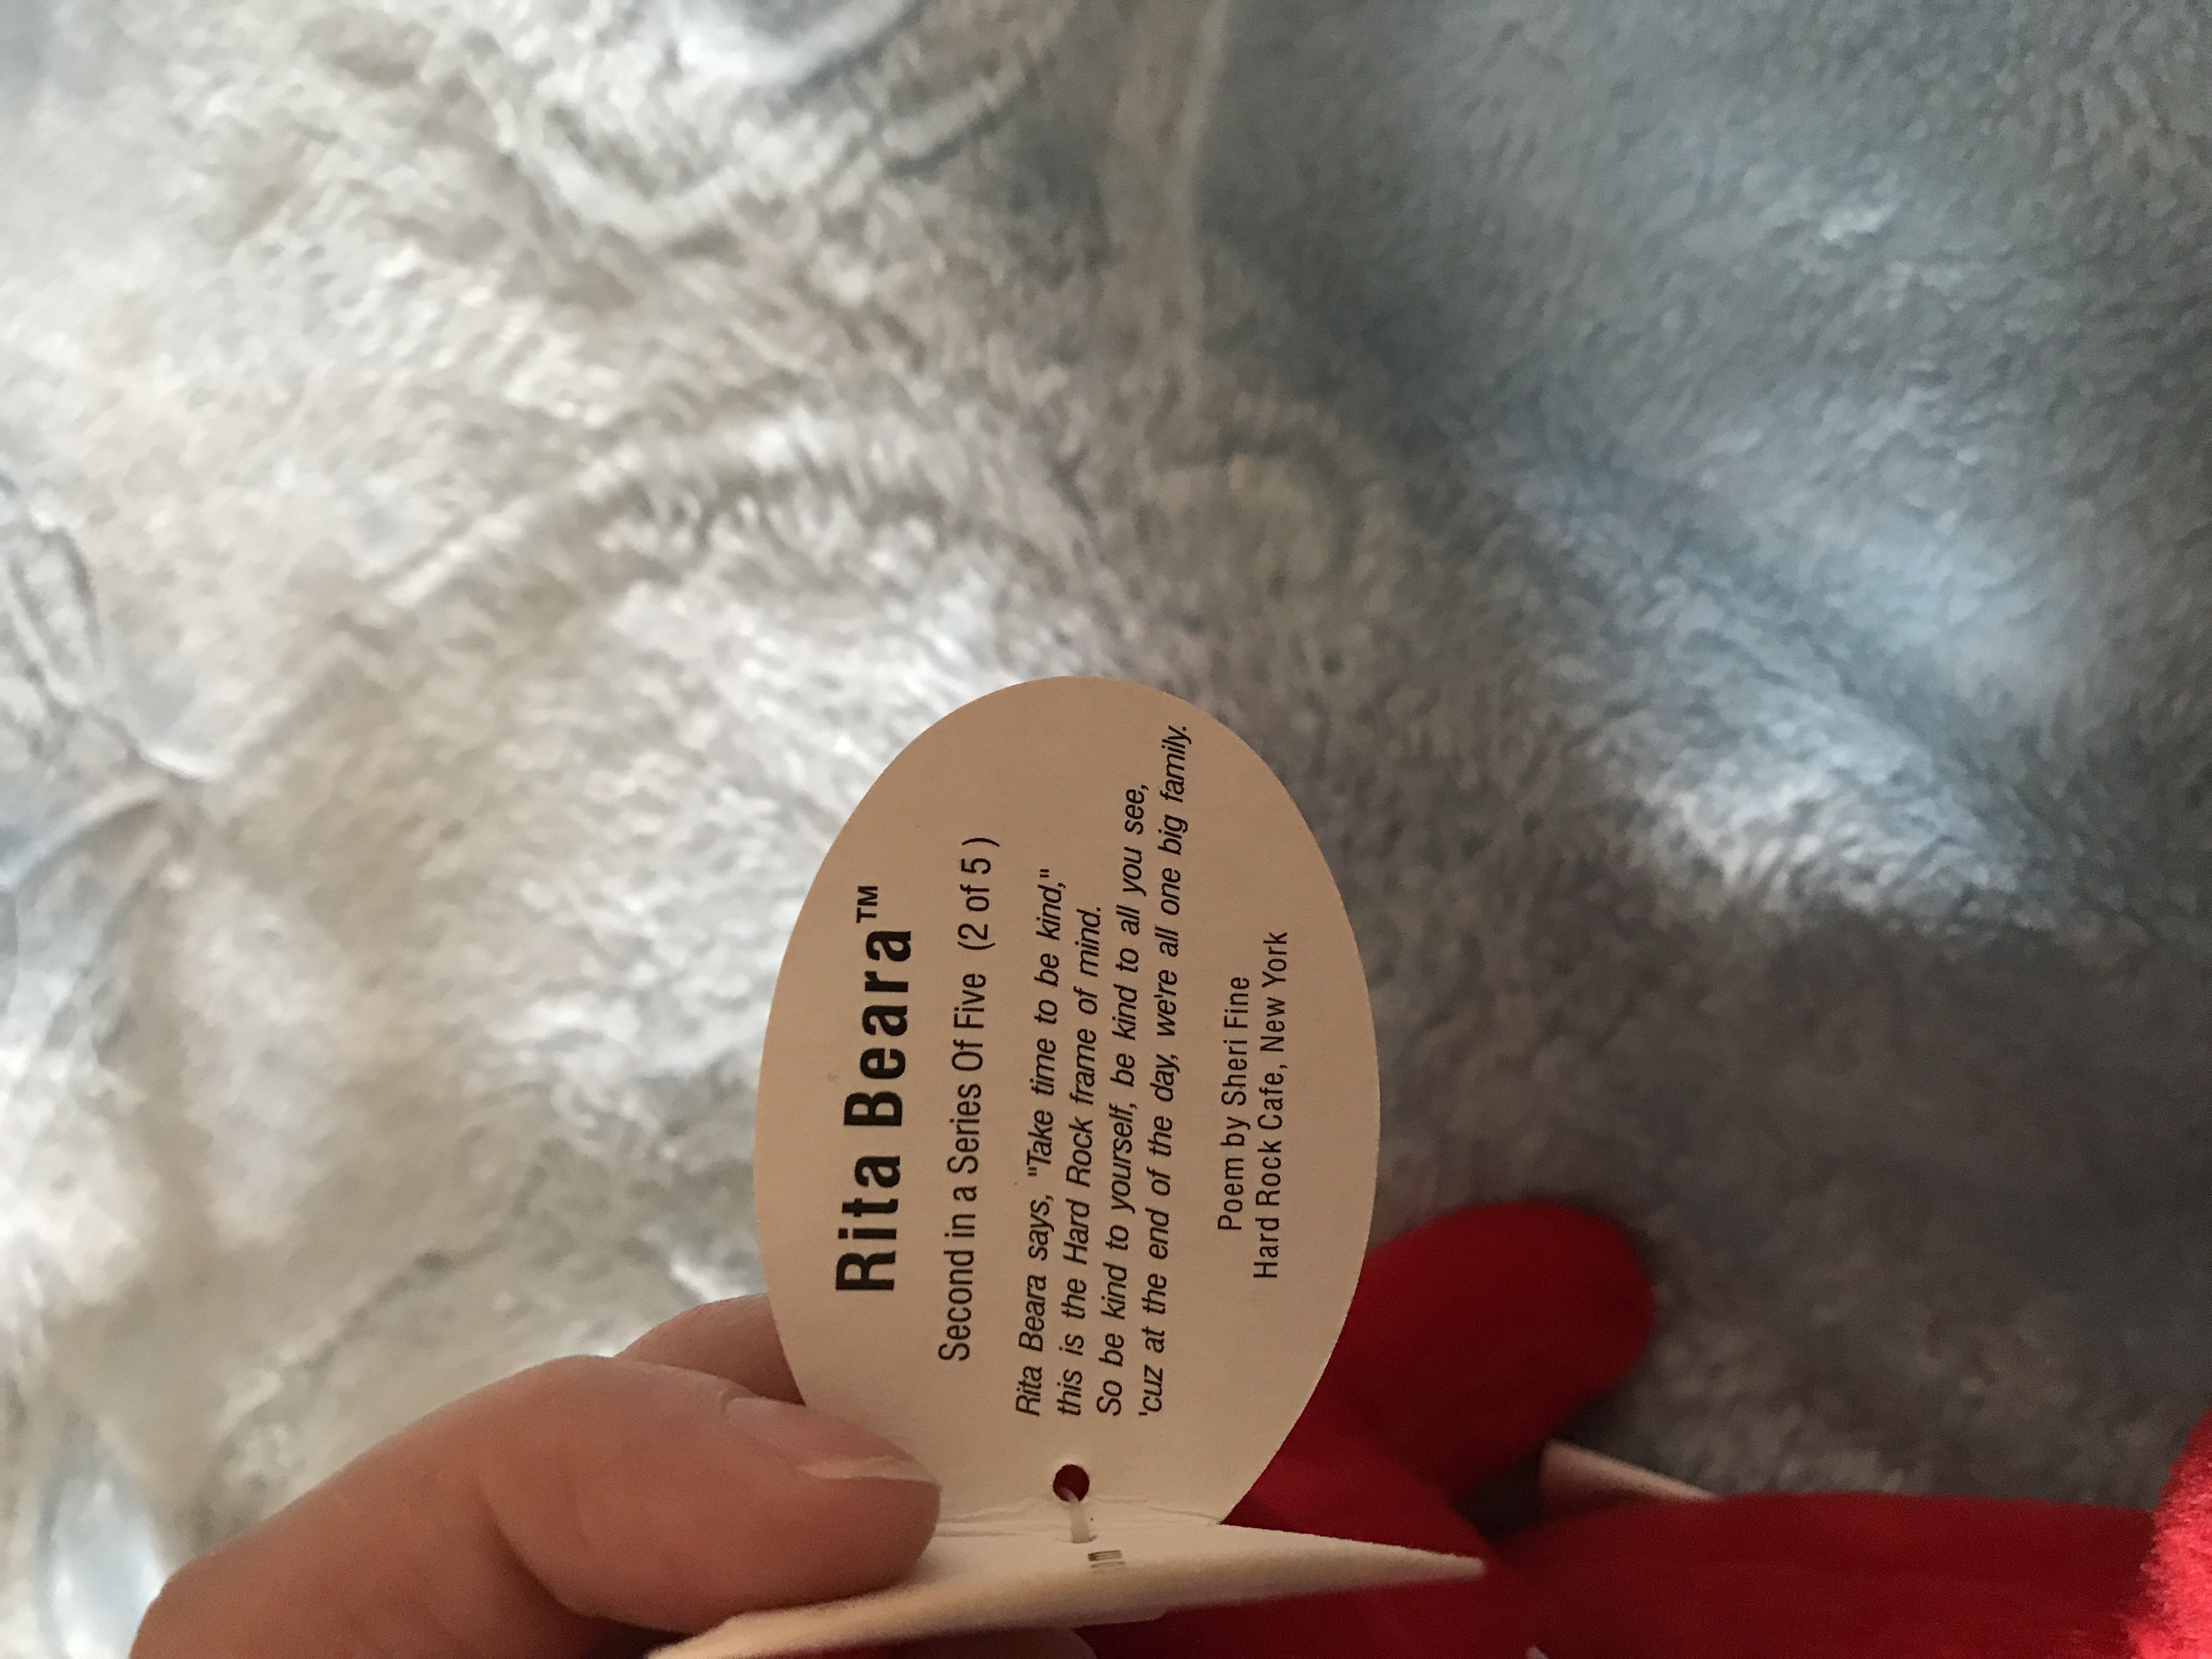 Rita Beara™
Second in a Series Of Five (2 of 5)
Rita Beara says, "Take time to be kind,"
this is the Hard Rock frame of mind.
So be kind to yourself, be kind to all you see,
'cuz at the end of the day, we're all one big family.
Poem by Sheri Fine
Hard Rock Cafe, New York